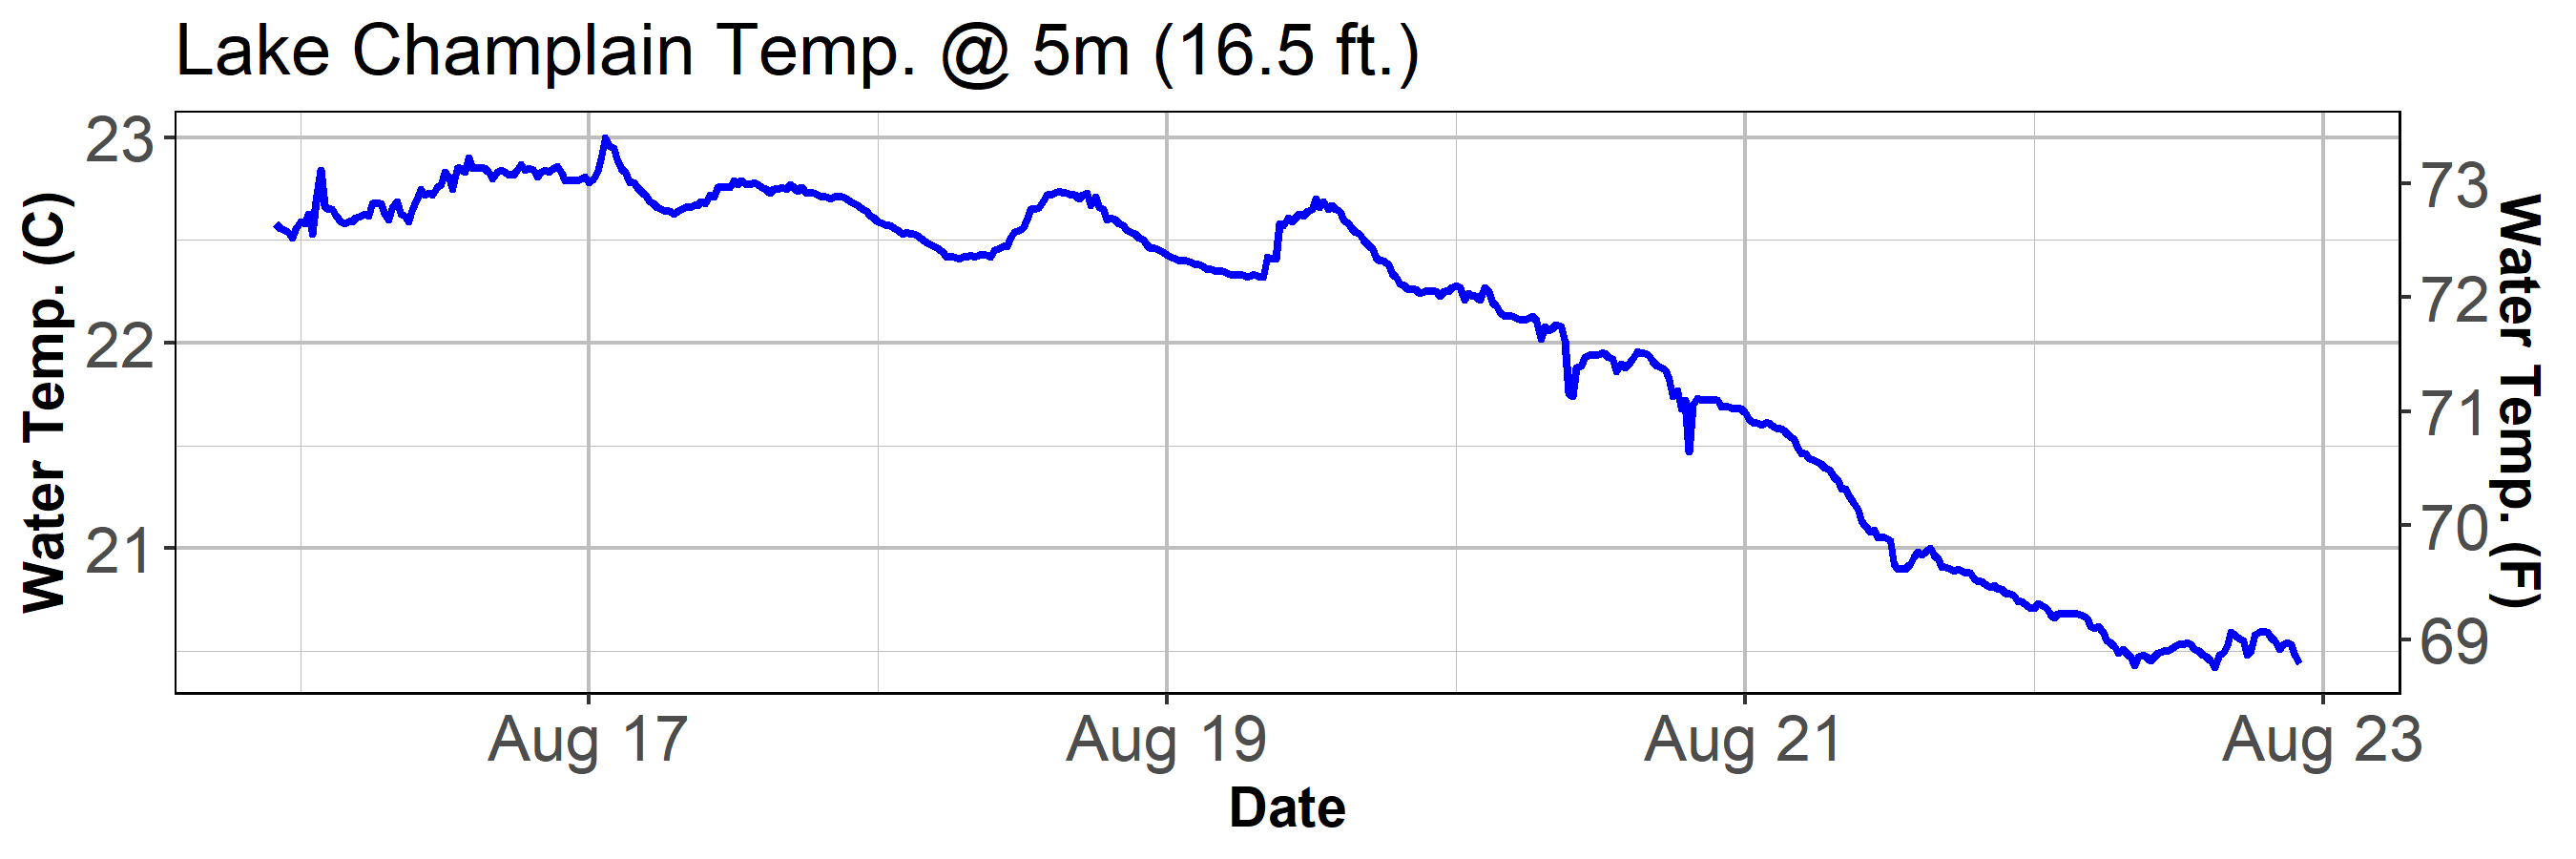 Lake Champlain Temp. @ 5m (16.5 ft.)
Water Temp. (C)
23
22
21
73
72
71
70
69
Water Temp. (F)
Aug 17 Aug 19 Aug 21 Aug 23
Date